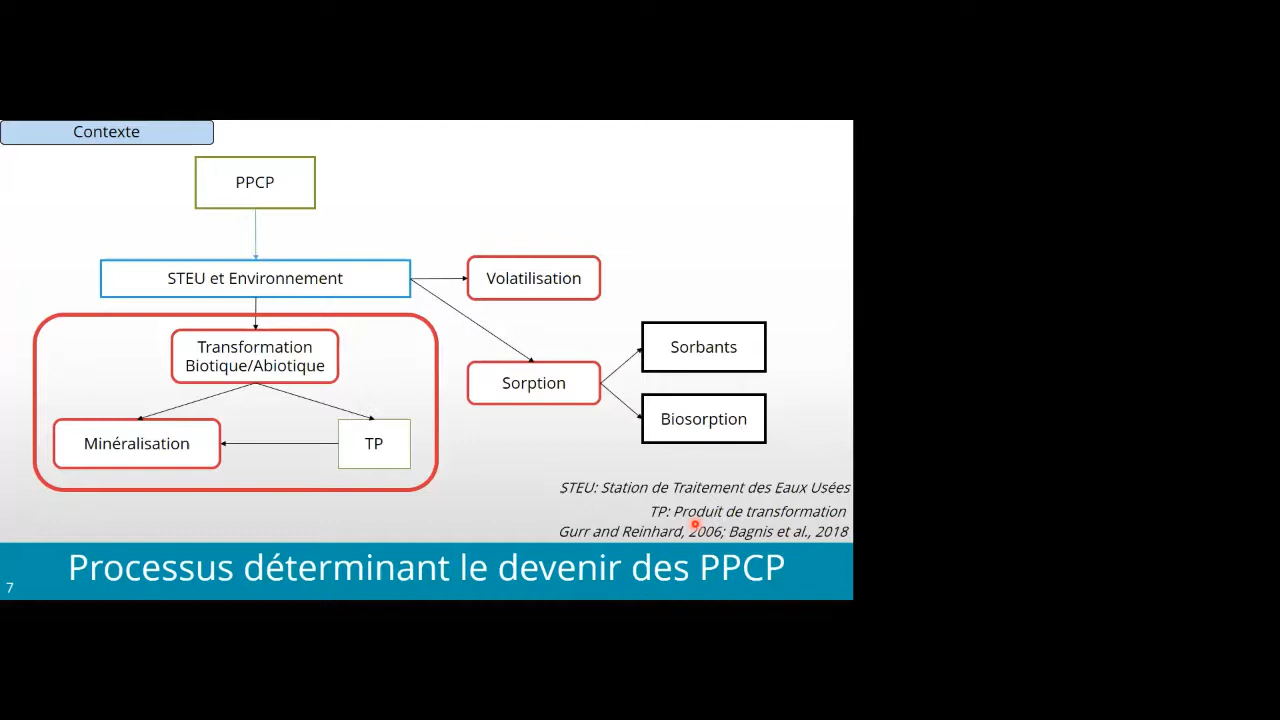 Contexte
PPCP
STEU et Environnement
Volatilisation
Transformation
Biotique/Abiotique
Sorbants
Sorption
Biosorption
Minéralisation
TP
STEU: Station de Traitement des Eaux Usées
TP: Produit de transformation
Gurr and Reinhard, 2006; Bagnis et al., 2018
Processus déterminant le devenir des PPCP
7